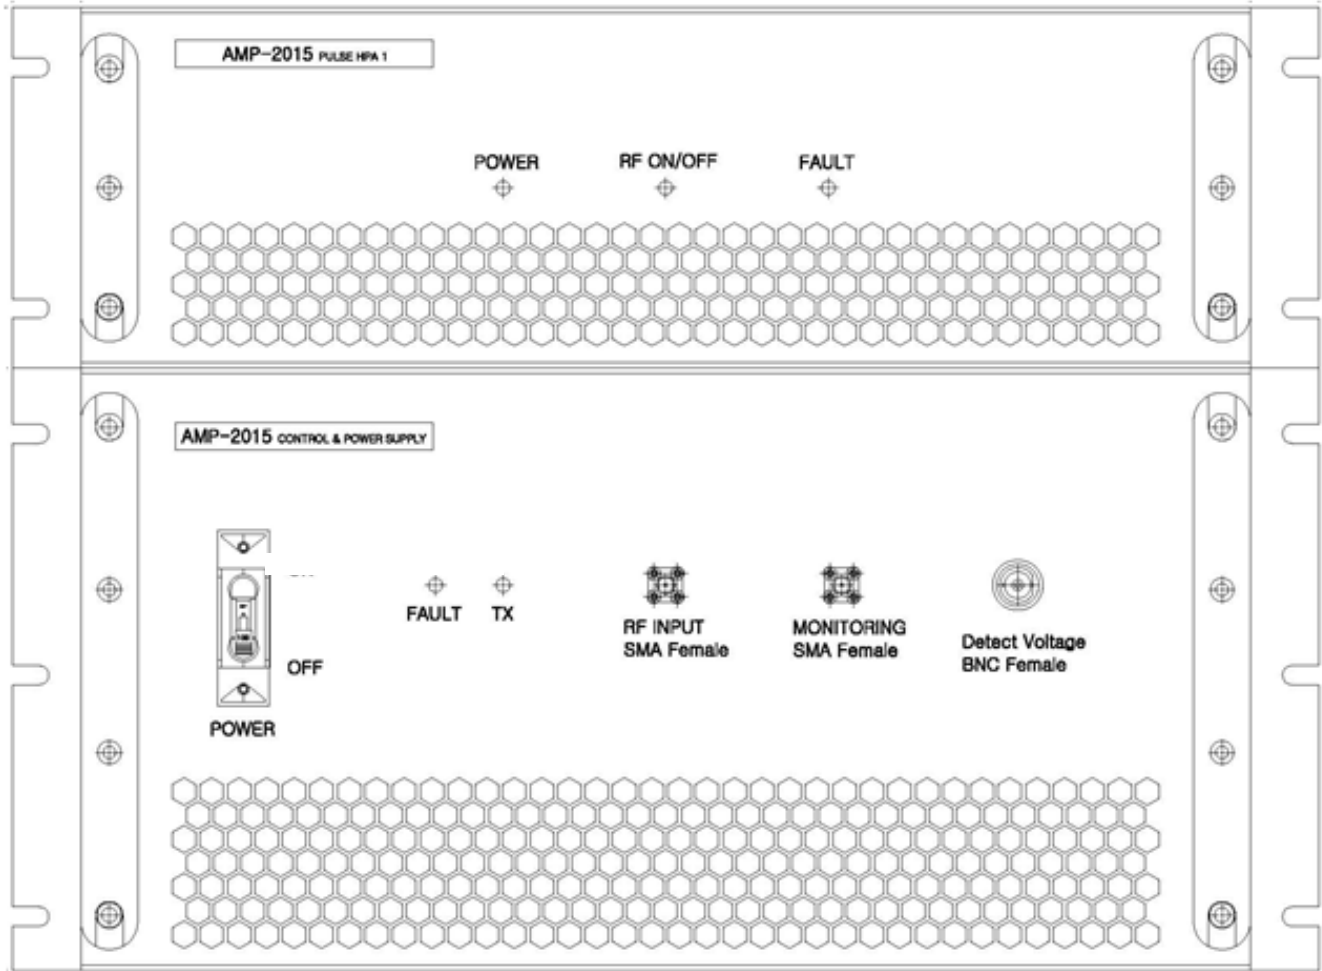 AMP-2015 PULSE HPA 1
POWER RF ON/OFF FAULT
AMP-2015 CONTROL & POWER SUPPLY
OFF
POWER
FAULT TX
RF INPUT
SMA Female
MONITORING
SMA Female
Detect Voltage
BNC Female